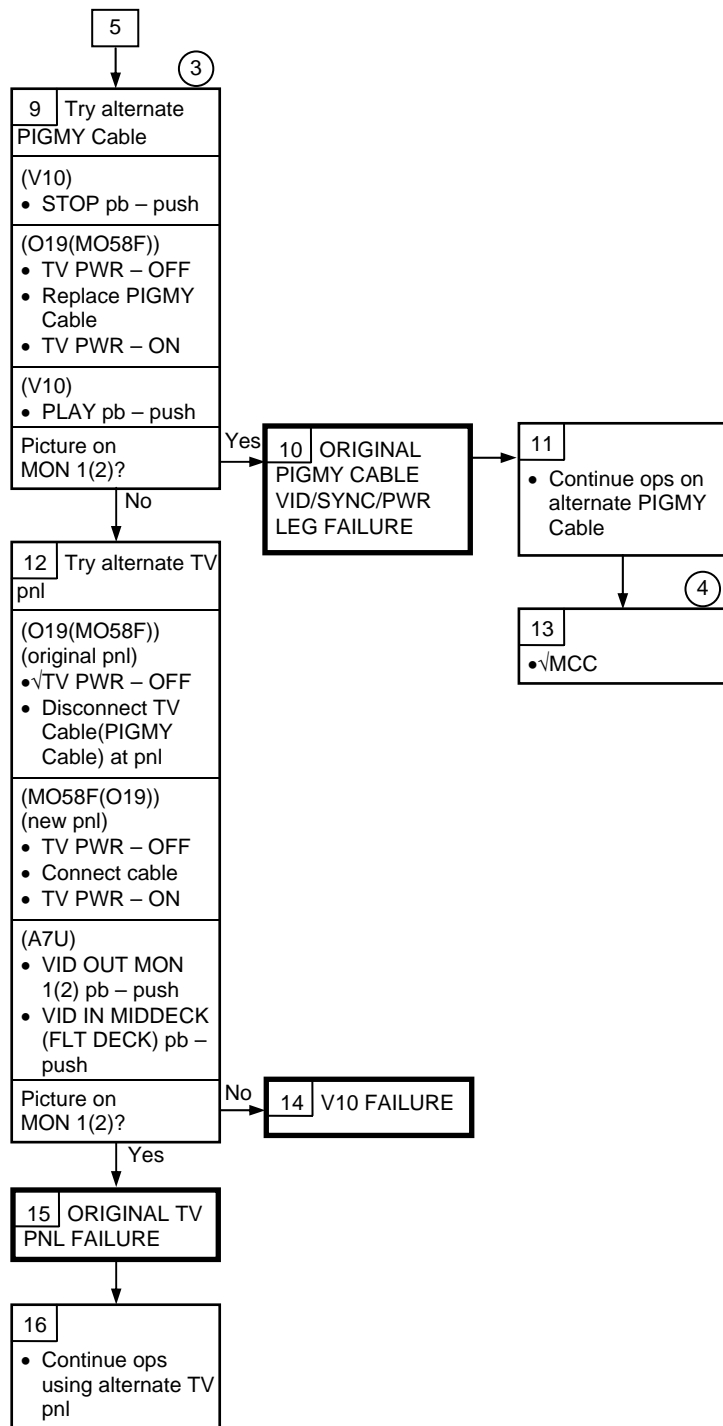 5
3
9 Try alternate
PIGMY Cable
(V10)
• STOP pb – push
(O19(MO58F))
• TV PWR – OFF
• Replace PIGMY
Cable
• TV PWR – ON
(V10)
• PLAY pb – push
Picture on
MON 1(2)?
Yes
No
10 ORIGINAL
PIGMY CABLE
VID/SYNC/PWR
LEG FAILURE
11
• Continue ops on
alternate PIGMY
Cable
4
13
•√MCC
12 Try alternate TV
pnl
(O19(MO58F))
(original pnl)
•√TV PWR – OFF
• Disconnect TV
Cable(PIGMY
Cable) at pnl
(MO58F(O19))
(new pnl)
• TV PWR – OFF
• Connect cable
• TV PWR – ON
(A7U)
• VID OUT MON
1(2) pb – push
• VID IN MIDDECK
(FLT DECK) pb –
push
Picture on
MON 1(2)?
No
14 V10 FAILURE
Yes
15 ORIGINAL TV
PNL FAILURE
16
• Continue ops
using alternate TV
pnl